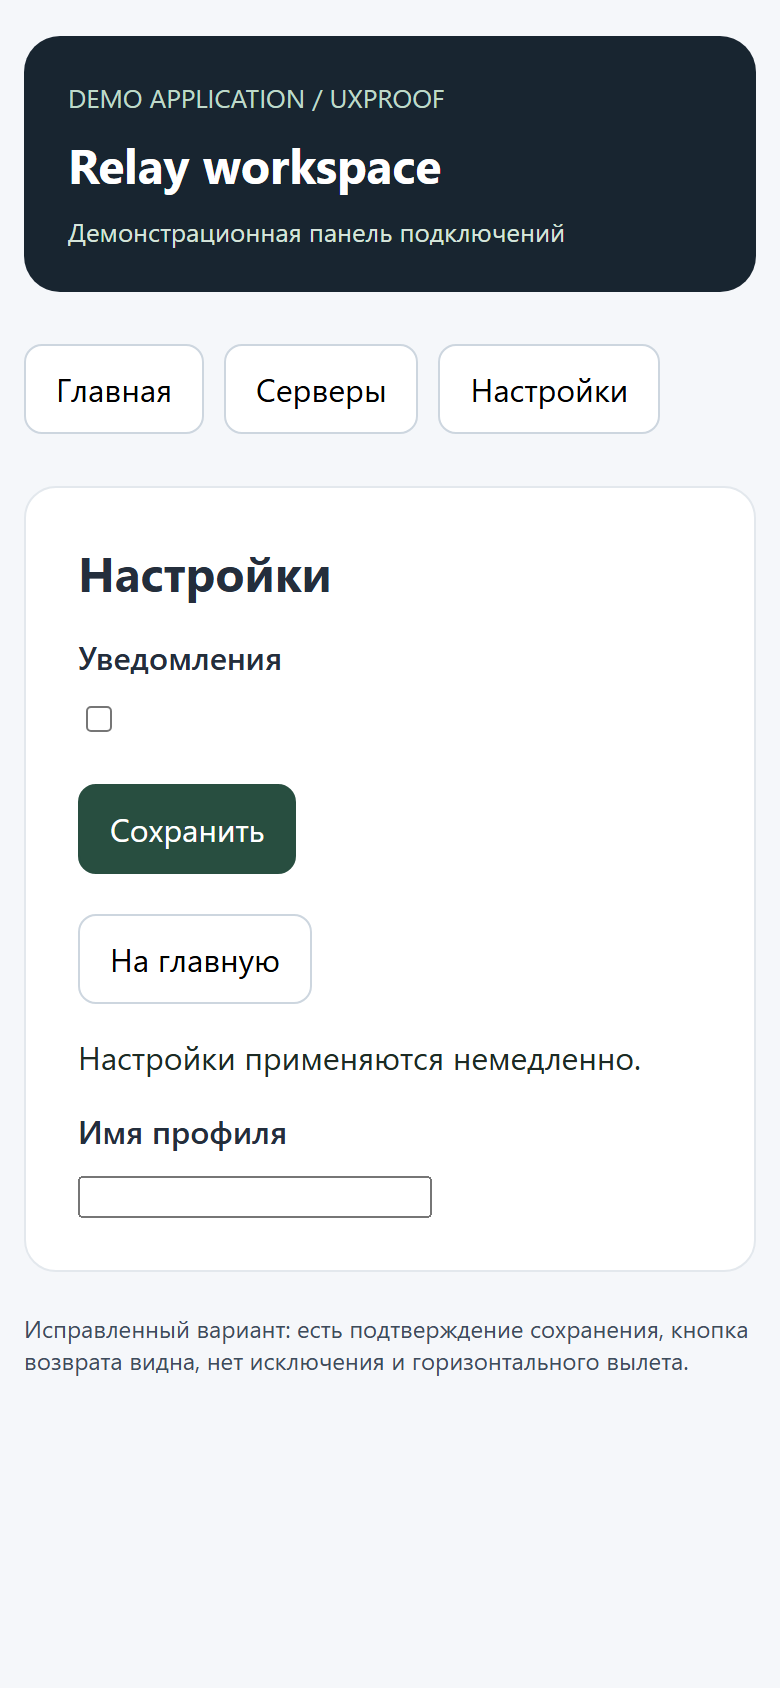 DEMO APPLICATION / UXPROOF
Relay workspace
Демонстрационная панель подключений
Главная
Серверы
Настройки
Настройки
Уведомления
Сохранить
На главную
Настройки применяются немедленно.
Имя профиля
Исправленный вариант: есть подтверждение сохранения, кнопка
возврата видна, нет исключения и горизонтального вылета.